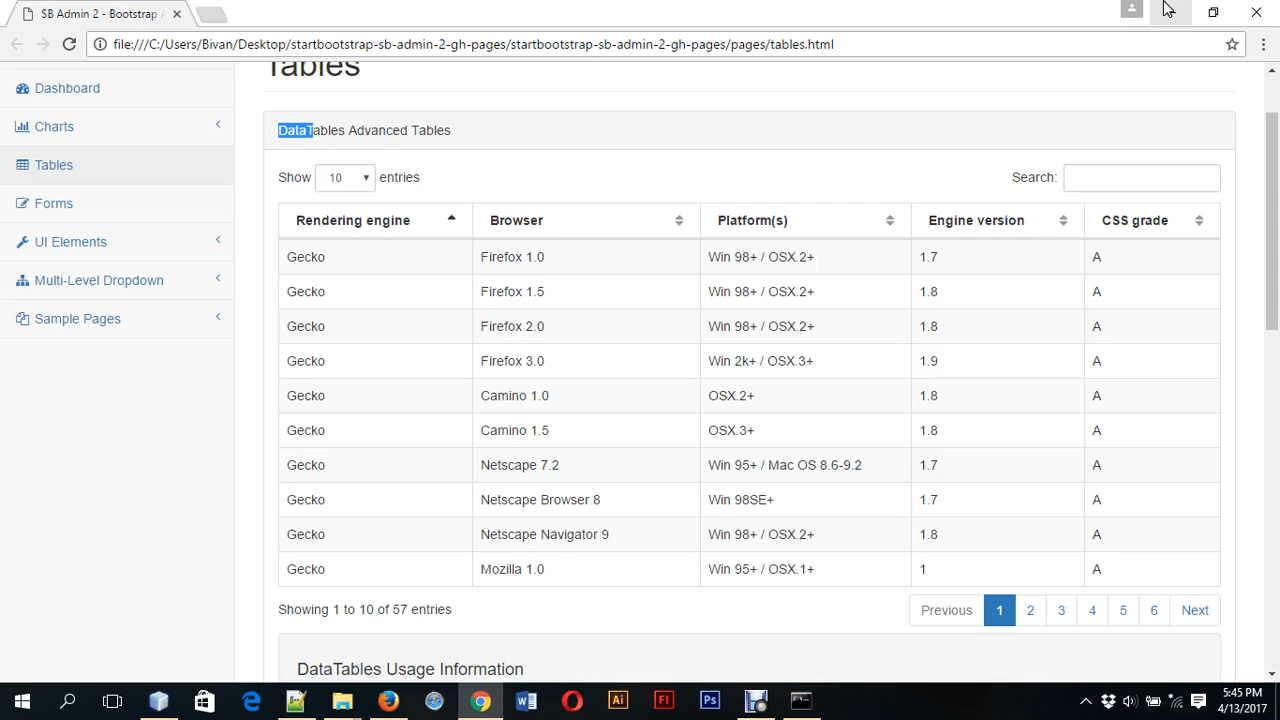 SB Admin 2 - Bootstrap A
file:///C:/Users/Bivan/Desktop/startbootstrap-sb-admin-2-gh-pages/startbootstrap-sb-admin-2-gh-pages/pages/tables.html
Tables
Dashboard
Charts
Tables
Forms
UI Elements
Multi-Level Dropdown
Sample Pages
DataTables Advanced Tables
Show 10 entries Search:
Rendering engine Browser Platform(s) Engine version CSS grade
Gecko Firefox 1.0 Win 98+ / OSX.2+ 1.7 A
Gecko Firefox 1.5 Win 98+ / OSX.2+ 1.8 A
Gecko Firefox 2.0 Win 98+ / OSX.2+ 1.8 A
Gecko Firefox 3.0 Win 2k+ / OSX.3+ 1.9 A
Gecko Camino 1.0 OSX.2+ 1.8 A
Gecko Camino 1.5 OSX.3+ 1.8 A
Gecko Netscape 7.2 Win 95+ / Mac OS 8.6-9.2 1.7 A
Gecko Netscape Browser 8 Win 98SE+ 1.7 A
Gecko Netscape Navigator 9 Win 98+ / OSX.2+ 1.8 A
Gecko Mozilla 1.0 Win 95+ / OSX.1+ 1 A
Showing 1 to 10 of 57 entries Previous 1 2 3 4 5 6 Next
DataTables Usage Information
W Ai Fl Ps
5:45 PM
4/13/2017